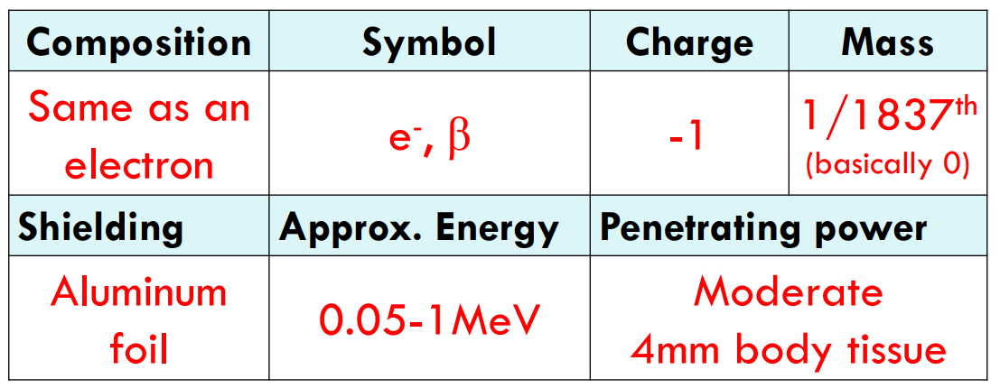 Composition Symbol Charge Mass
Same as an
electron
e-, β
-1
1/1837th
(basically 0)
Shielding Approx. Energy Penetrating power
Aluminum
foil
0.05-1MeV
Moderate
4mm body tissue